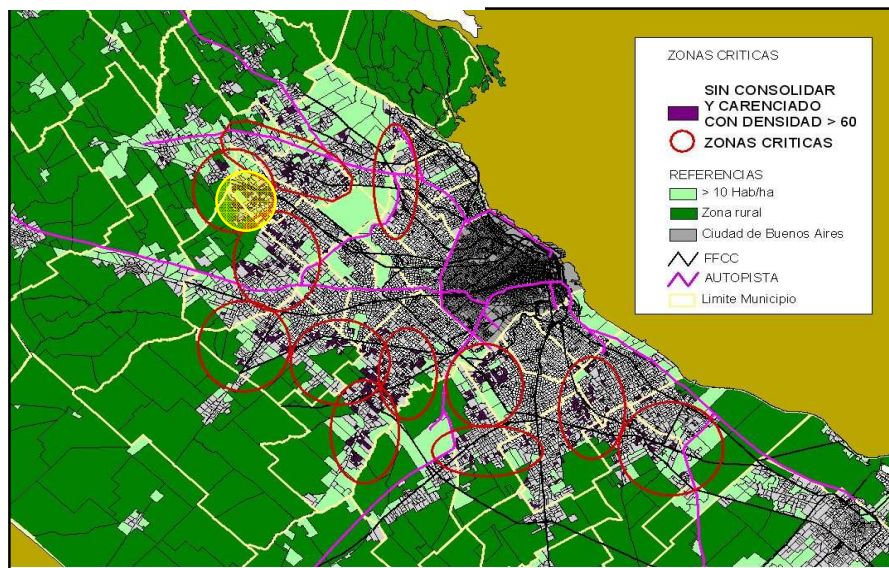 ZONAS CRITICAS
SIN CONSOLIDAR
Y CARENCIADO
CON DENSIDAD > 60
ZONAS CRITICAS
REFERENCIAS
> 10 Hab/ha
Zona rural
Ciudad de Buenos Aires
FFCC
AUTOPISTA
Limite Municipio